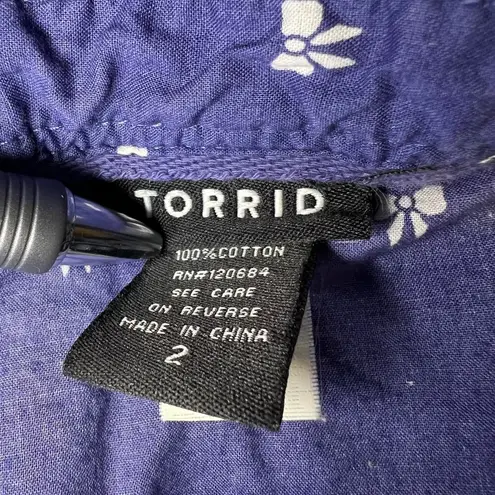 TORRID
100% COTTON
RN#120684
SEE CARE
ON REVERSE
MADE IN CHINA
2